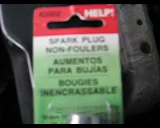 HELP!
SPARK PLUG
NON-FOULERS
AUMENTOS
PARA BUJIAS
BOUGIES
INENCRASSABLE